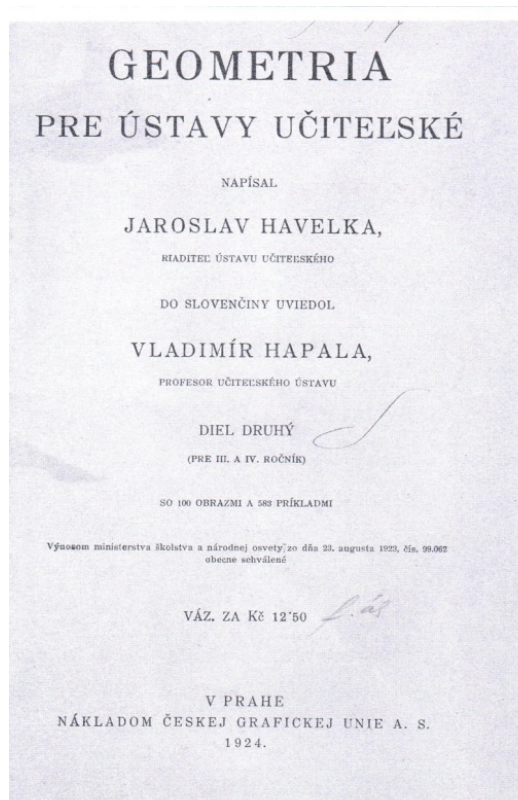 GEOMETRIA
PRE ÚSTAVY UČITEĽSKÉ
NAPÍSAL
JAROSLAV HAVELKA,
RIADITEĽ ÚSTAVU UČITEĽSKÉHO
DO SLOVENČINY UVIEDOL
VLADIMÍR HAPALA,
PROFESOR UČITEĽSKÉHO ÚSTAVU
DIEL DRUHÝ
(PRE III. A IV. ROČNÍK)
SO 100 OBRAZMI A 583 PRÍKLADMI
Výnosom ministerstva školstva a národnej osvety zo dňa 23. augusta 1923, čís. 99.062
obecne schválené
VÁZ. ZA Kč 12·50
V PRAHE
NÁKLADOM ČESKEJ GRAFICKEJ UNIE A. S.
1924.